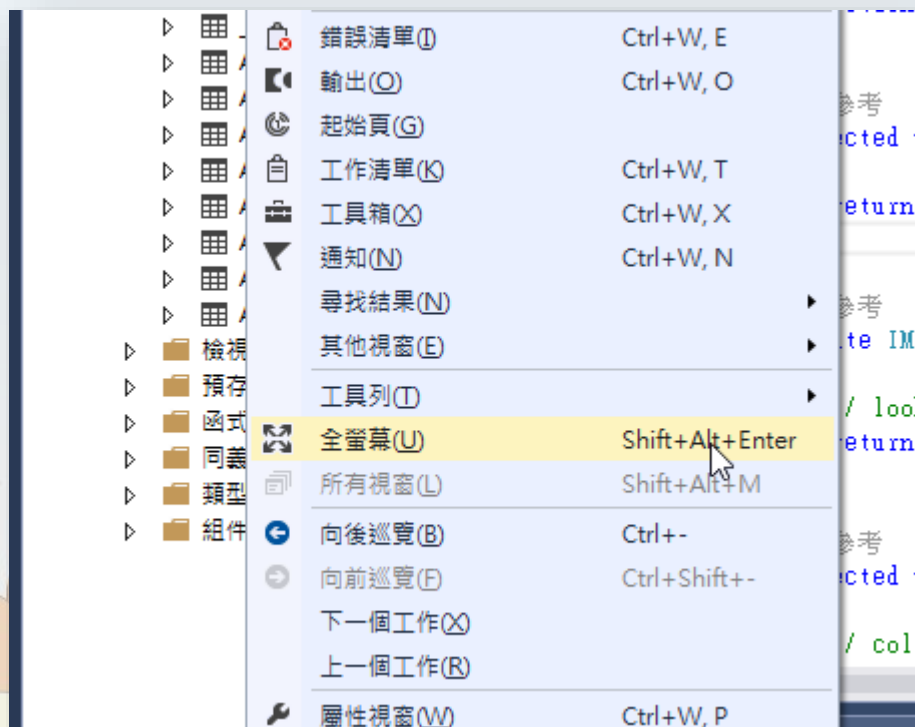 錯誤清單(I) Ctrl+W, E
輸出(O) Ctrl+W, O
起始頁(G)
工作清單(K) Ctrl+W, T
工具箱(X) Ctrl+W, X
通知(N) Ctrl+W, N
尋找結果(N)
其他視窗(E)
工具列(T)
全螢幕(U) Shift+Alt+Enter
所有視窗(L) Shift+Alt+M
向後巡覽(B) Ctrl+-
向前巡覽(F) Ctrl+Shift+-
下一個工作(X)
上一個工作(R)
屬性視窗(W) Ctrl+W, P
檢視
預存
函式
同義
類型
組件
參考
cted
eturn
參考
te IM
/ loo
eturn
參考
cted
/ col